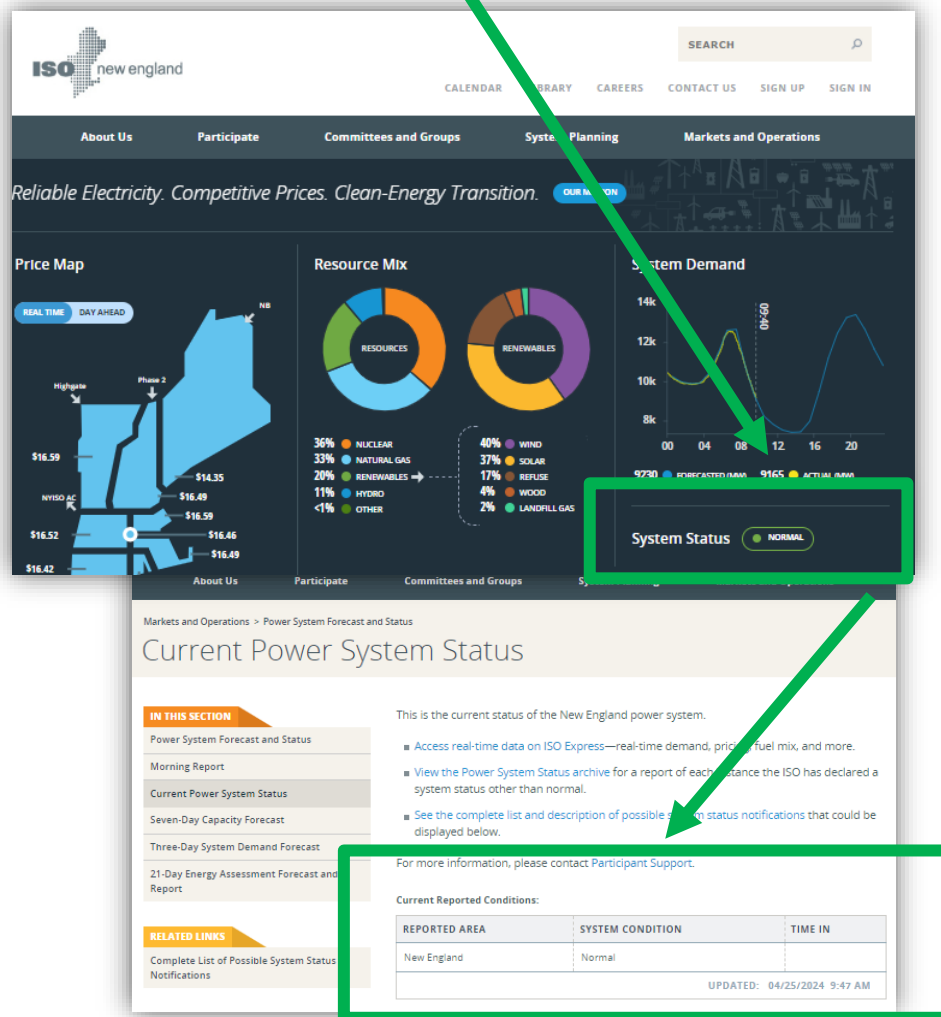 ISO new england
SEARCH
CALENDAR
CAREERS
CONTACT US
SIGN UP
SIGN IN
About Us
Participate
Committees and Groups
Markets and Operations
Reliable Electricity. Competitive Prices. Clean-Energy Transition.
Price Map
REAL TIME
DAY AHEAD
NB
Highgate
Phase 2
$16.59
$14.35
NYISO AC
$16.49
$16.59
$16.52
$16.46
$16.49
$16.42
Resource Mix
RESOURCES
RENEWABLES
36% NUCLEAR
33% NATURAL GAS
20% RENEWABLES
11% HYDRO
<1% OTHER
40% WIND
37% SOLAR
17% REFUSE
4% WOOD
2% LANDFILL GAS
System Demand
14k
12k
10k
8k
09:40
00 04 08 12 16 20
9230 FORECASTED (MW) 9165 ACTUAL (MW)
System Status NORMAL
About Us
Participate
Committees and Groups
Markets and Operations > Power System Forecast and Status
Current Power System Status
IN THIS SECTION
Power System Forecast and Status
Morning Report
Current Power System Status
Seven-Day Capacity Forecast
Three-Day System Demand Forecast
21-Day Energy Assessment Forecast and
Report
RELATED LINKS
Complete List of Possible System Status
Notifications
This is the current status of the New England power system.
Access real-time data on ISO Express—real-time demand, pricing, fuel mix, and more.
View the Power System Status archive for a report of each instance the ISO has declared a
system status other than normal.
See the complete list and description of possible system status notifications that could be
displayed below.
For more information, please contact Participant Support.
Current Reported Conditions:
REPORTED AREA SYSTEM CONDITION TIME IN
New England Normal
UPDATED: 04/25/2024 9:47 AM